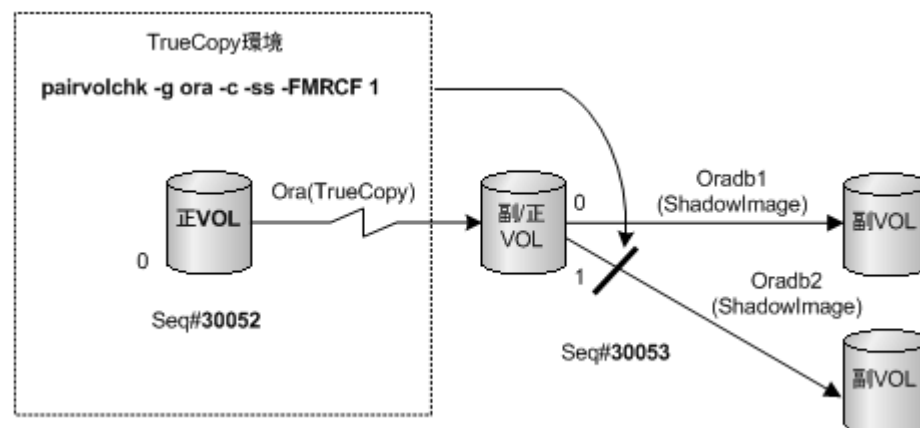 TrueCopy環境
pairvolchk -g ora -c -ss -FMRCF 1
正VOL
0
Seq#30052
Ora(TrueCopy)
副/正
VOL
0
1
Seq#30053
Oradb1
(ShadowImage)
副VOL
Oradb2
(ShadowImage)
副VOL